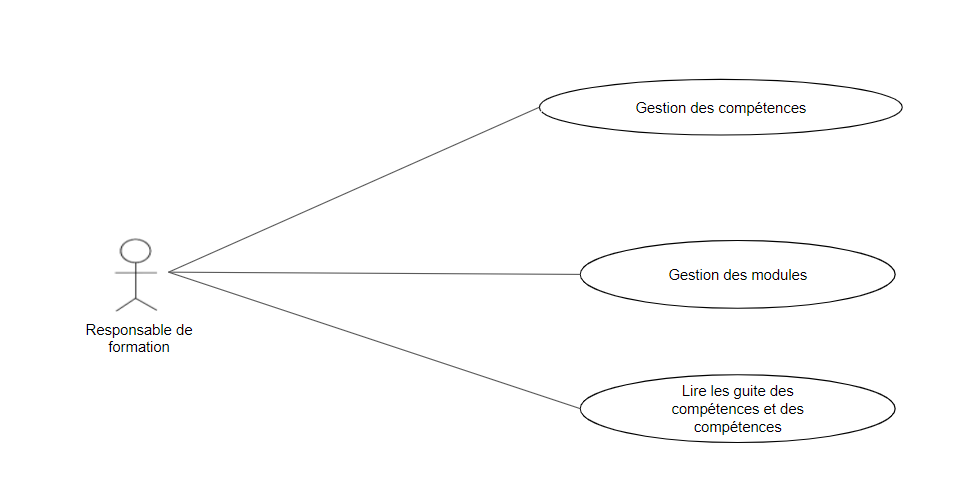 Gestion des compétences
Gestion des modules
Responsable de
formation
Lire les guite des
compétences et des
compétences